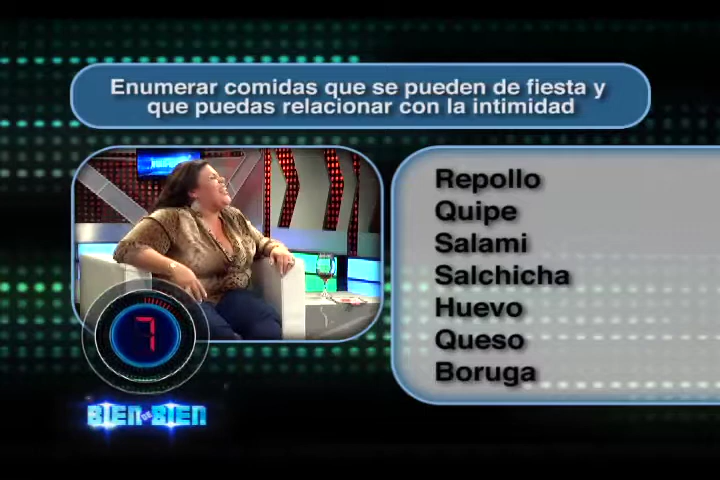 Enumerar comidas que se pueden de fiesta y
que puedas relacionar con la intimidad
Repollo
Quipe
Salami
Salchicha
Huevo
Queso
Boruga
7
BIEN de BIEN